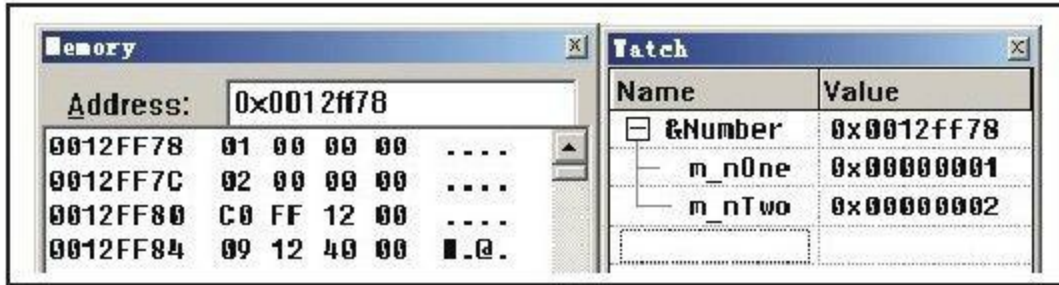 Memory
Address: 0x0012ff78
0012FF78 01 00 00 00 ....
0012FF7C 02 00 00 00 ....
0012FF80 C0 FF 12 00 ....
0012FF84 09 12 40 00 ■.@.
Watch
Name Value
&Number 0x0012ff78
m_nOne 0x00000001
m_nTwo 0x00000002